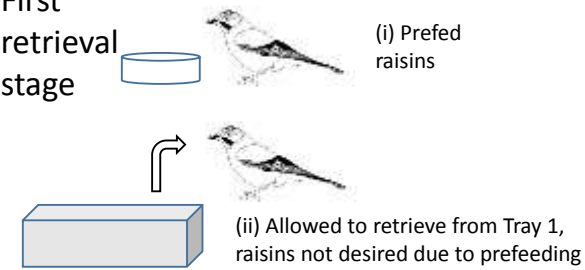 First
retrieval
stage
(i) Prefed
raisins
(ii) Allowed to retrieve from Tray 1,
raisins not desired due to prefeeding